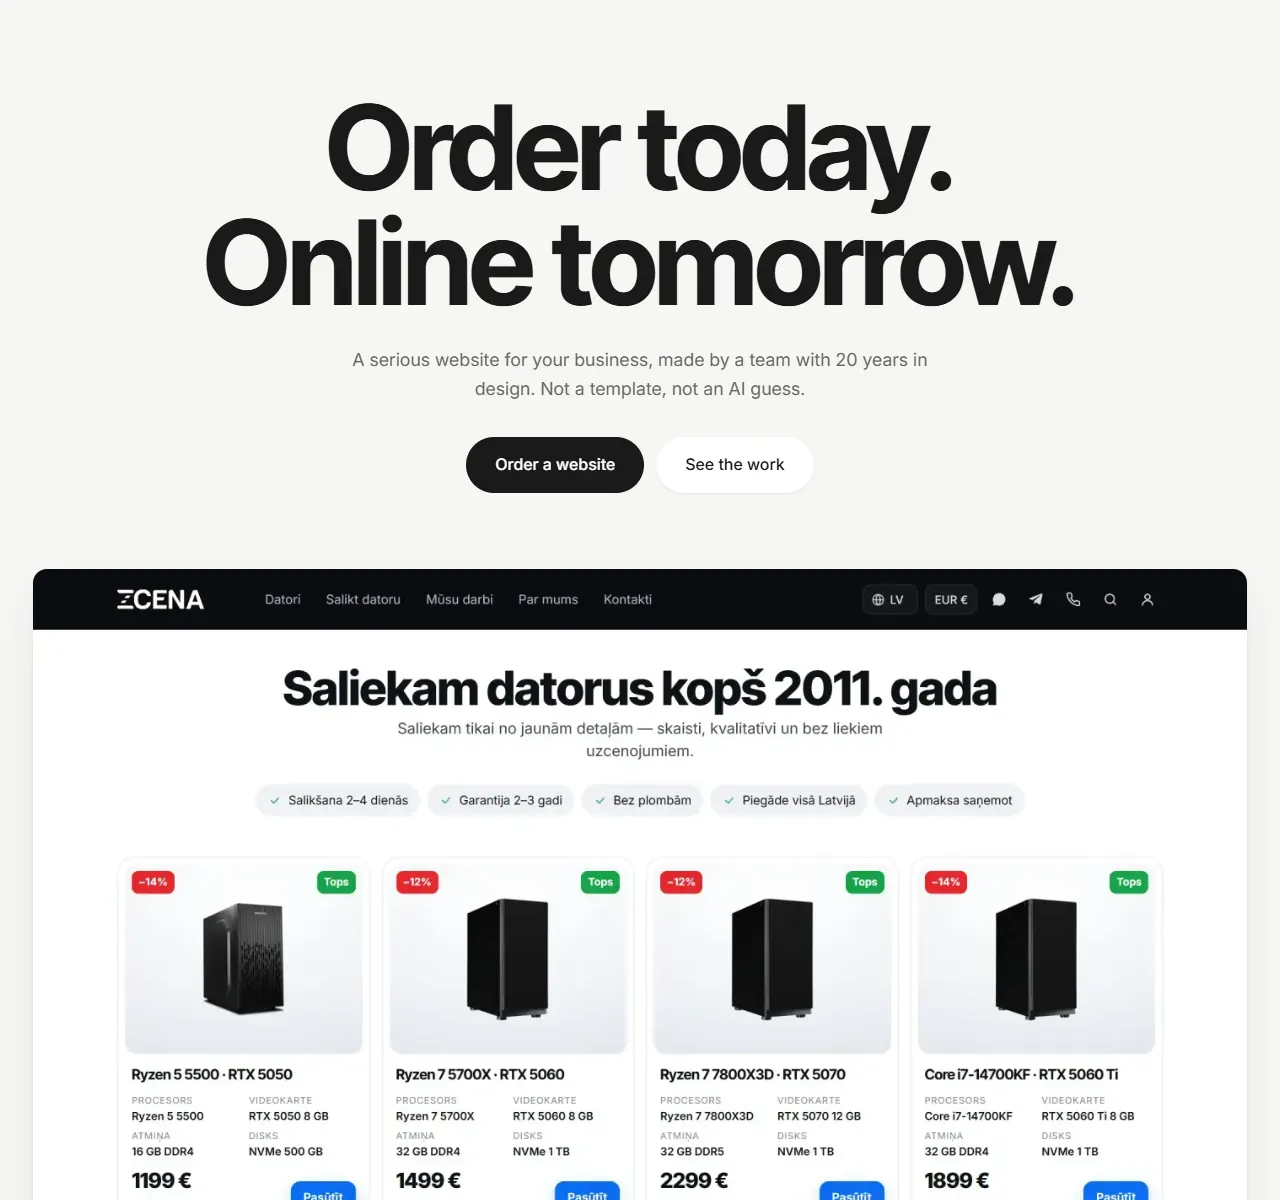 Order today.
Online tomorrow.
A serious website for your business, made by a team with 20 years in
design. Not a template, not an AI guess.
Order a website
See the work
CENA
Datori
Salikt datoru
Mūsu darbi
Par mums
Kontakti
LV
EUR €
Saliekam datorus kopš 2011. gada
Saliekam tikai no jaunām detaļām — skaisti, kvalitatīvi un bez liekiem
uzcenojumiem.
Salikšana 2–4 dienās
Garantija 2–3 gadi
Bez plombām
Piegāde visā Latvijā
Apmaksa saņemot
−14%
Tops
Ryzen 5 5500 · RTX 5050
PROCESORS
VIDEOKARTE
Ryzen 5 5500
RTX 5050 8 GB
ATMIŅA
DISKS
16 GB DDR4
NVMe 500 GB
1199 €
Pasūtīt
−12%
Tops
Ryzen 7 5700X · RTX 5060
PROCESORS
VIDEOKARTE
Ryzen 7 5700X
RTX 5060 8 GB
ATMIŅA
DISKS
32 GB DDR4
NVMe 1 TB
1499 €
Pasūtīt
−12%
Tops
Ryzen 7 7800X3D · RTX 5070
PROCESORS
VIDEOKARTE
Ryzen 7 7800X3D
RTX 5070 12 GB
ATMIŅA
DISKS
32 GB DDR5
NVMe 1 TB
2299 €
Pasūtīt
−14%
Tops
Core i7-14700KF · RTX 5060 Ti
PROCESORS
VIDEOKARTE
Core i7-14700KF
RTX 5060 Ti 8 GB
ATMIŅA
DISKS
32 GB DDR4
NVMe 1 TB
1899 €
Pasūtīt